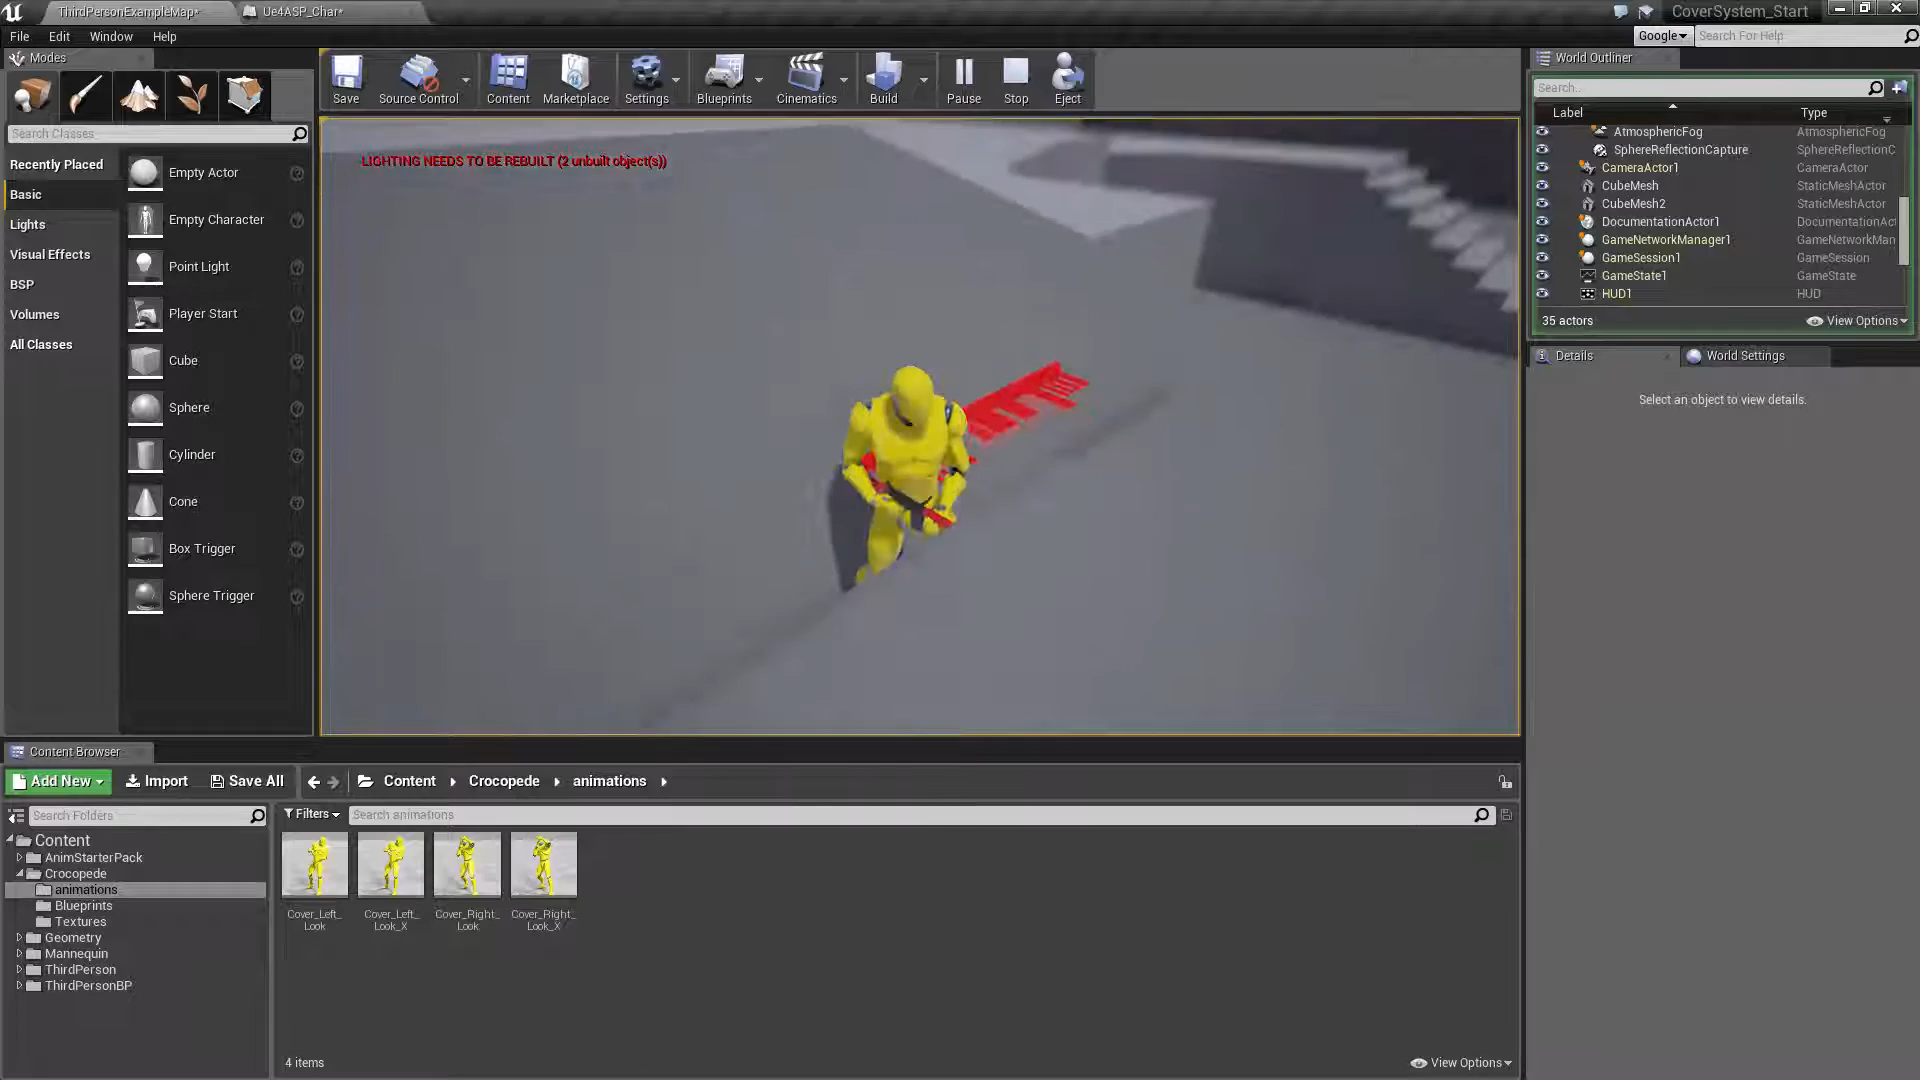 ThirdPersonExampleMap*
Ue4ASP_Char*
CoverSystem_Start
File
Edit
Window
Help
Google
Search For Help
Modes
Save
Source Control
Content
Marketplace
Settings
Blueprints
Cinematics
Build
Pause
Stop
Eject
World Outliner
Search...
Label
Type
AtmosphericFog
AtmosphericFog
SphereReflectionCapture
SphereReflectionC
CameraActor1
CameraActor
CubeMesh
StaticMeshActor
CubeMesh2
StaticMeshActor
DocumentationActor1
DocumentationAct
GameNetworkManager1
GameNetworkMan
GameSession1
GameSession
GameState1
GameState
HUD1
HUD
35 actors
View Options
Details
World Settings
Select an object to view details.
Search Classes
Recently Placed
Basic
Lights
Visual Effects
BSP
Volumes
All Classes
Empty Actor
Empty Character
Point Light
Player Start
Cube
Sphere
Cylinder
Cone
Box Trigger
Sphere Trigger
LIGHTING NEEDS TO BE REBUILT (2 unbuilt object(s))
Content Browser
Add New
Import
Save All
Content
Crocopede
animations
Search Folders
Filters
Search animations
Content
AnimStarterPack
Crocopede
animations
Blueprints
Textures
Geometry
Mannequin
ThirdPerson
ThirdPersonBP
Cover_Left_
Look
Cover_Left_
Look_X
Cover_Right_
Look
Cover_Right_
Look_X
4 items
View Options